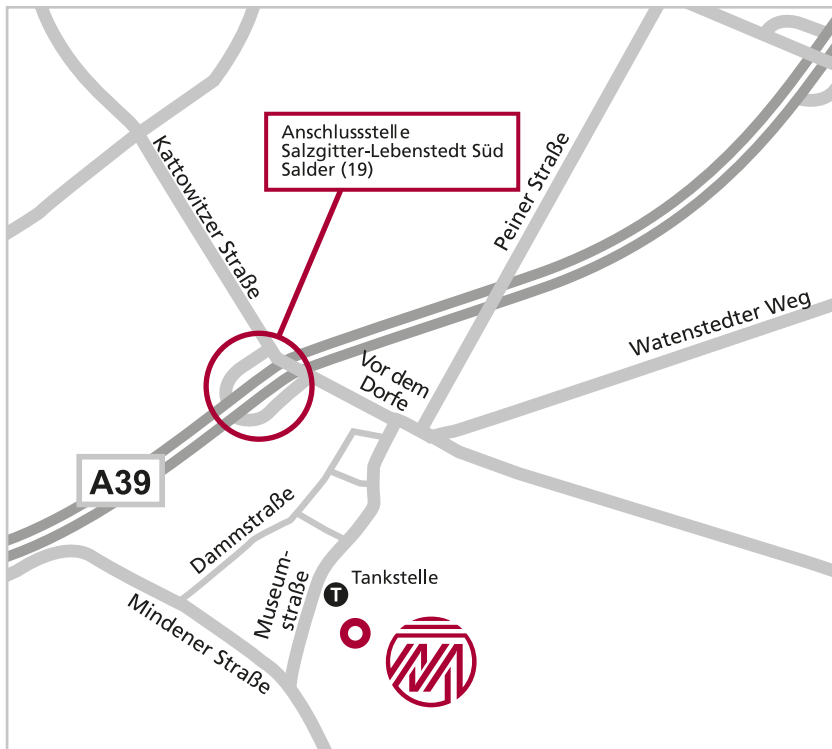 Anschlussstelle
Salzgitter-Lebenstedt Süd
Salder (19)
Kattowitzer Straße
Peiner Straße
Watenstedter Weg
Vor dem
Dorfe
A39
Dammstraße
Museum-
straße
T
Tankstelle
Mindener Straße